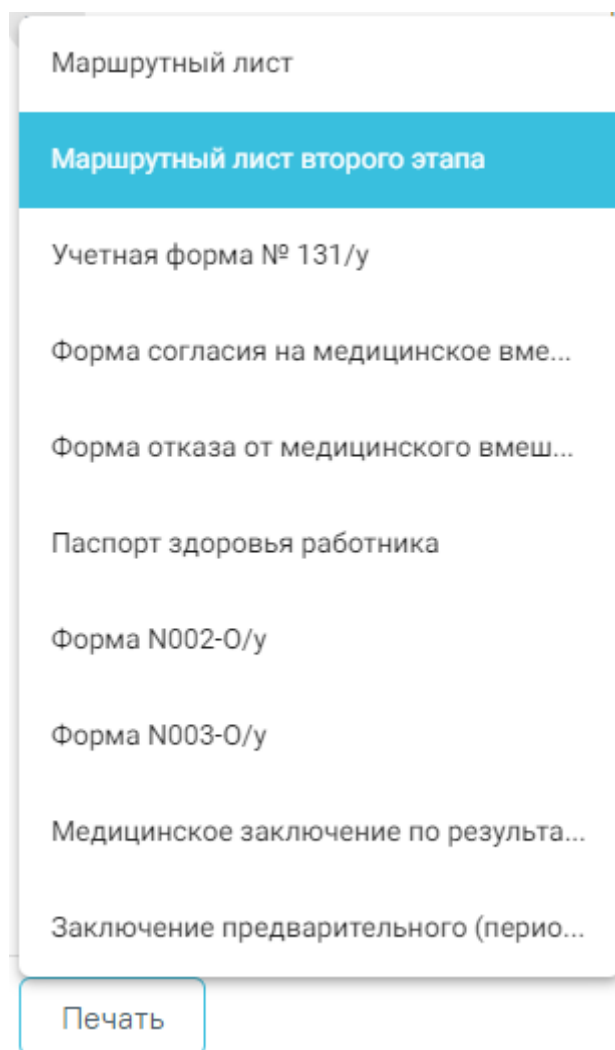 Маршрутный лист
Маршрутный лист второго этапа
Учетная форма № 131/у
Форма согласия на медицинское вме...
Форма отказа от медицинского вмеш...
Паспорт здоровья работника
Форма N002-О/у
Форма N003-О/у
Медицинское заключение по результа...
Заключение предварительного (перио...
Печать